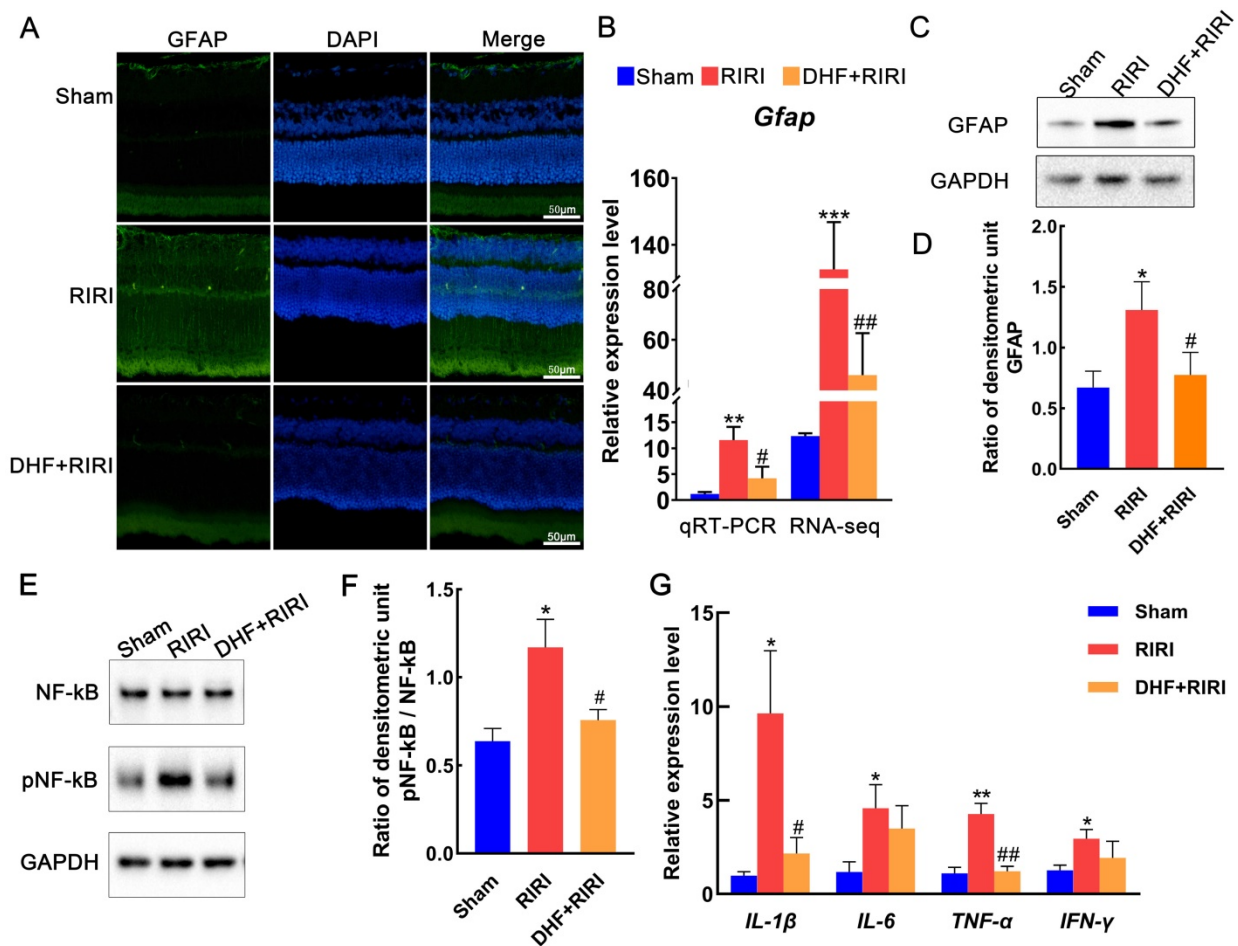 A
GFAP DAPI Merge
Sham
50μm
RIRI
50μm
DHF+RIRI
50μm
B
Sham RIRI DHF+RIRI
Gfap
Relative expression level
160
140
80
60
40
15
10
5
0
** # *** ##
qRT-PCR RNA-seq
C
Sham RIRI DHF+RIRI
GFAP
GAPDH
D
Ratio of densitometric unit
GFAP
2.0
1.5
1.0
0.5
0.0
* #
Sham RIRI DHF+RIRI
E
Sham RIRI DHF+RIRI
NF-kB
pNF-kB
GAPDH
F
Ratio of densitometric unit
pNF-kB / NF-kB
1.5
1.0
0.5
0.0
* #
Sham RIRI DHF+RIRI
G
Relative expression level
15
10
5
0
* # * ** ## *
IL-1β IL-6 TNF-α IFN-γ
Sham
RIRI
DHF+RIRI